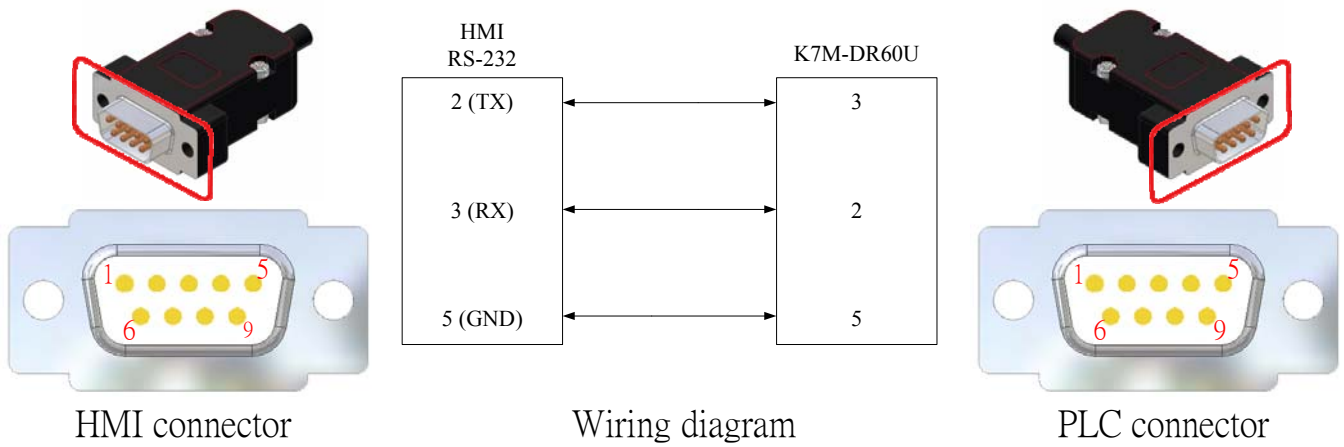 HMI
RS-232
K7M-DR60U
2 (TX)
3
3 (RX)
2
5 (GND)
5
1
5
6
9
1
5
6
9
HMI connector
Wiring diagram
PLC connector